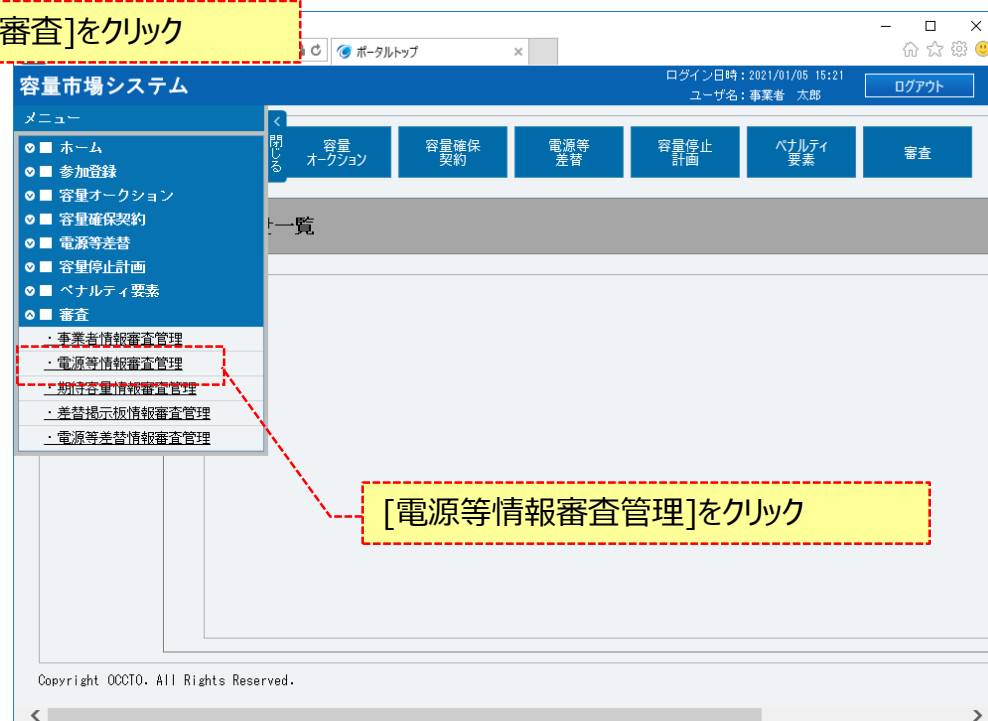 審査]をクリック
ポータルトップ
容量市場システム
ログイン日時：2021/01/05 15:21
ユーザ名：事業者　太郎
ログアウト
メニュー
閉じる
容量
オークション
容量確保
契約
電源等
差替
容量停止
計画
ペナルティ
要素
審査
ホーム
参加登録
容量オークション
容量確保契約
電源等差替
容量停止計画
ペナルティ要素
審査
せ一覧
・事業者情報審査管理
・電源等情報審査管理
・期待容量情報審査管理
・差替掲示板情報審査管理
・電源等差替情報審査管理
[電源等情報審査管理]をクリック
Copyright OCCTO. All Rights Reserved.